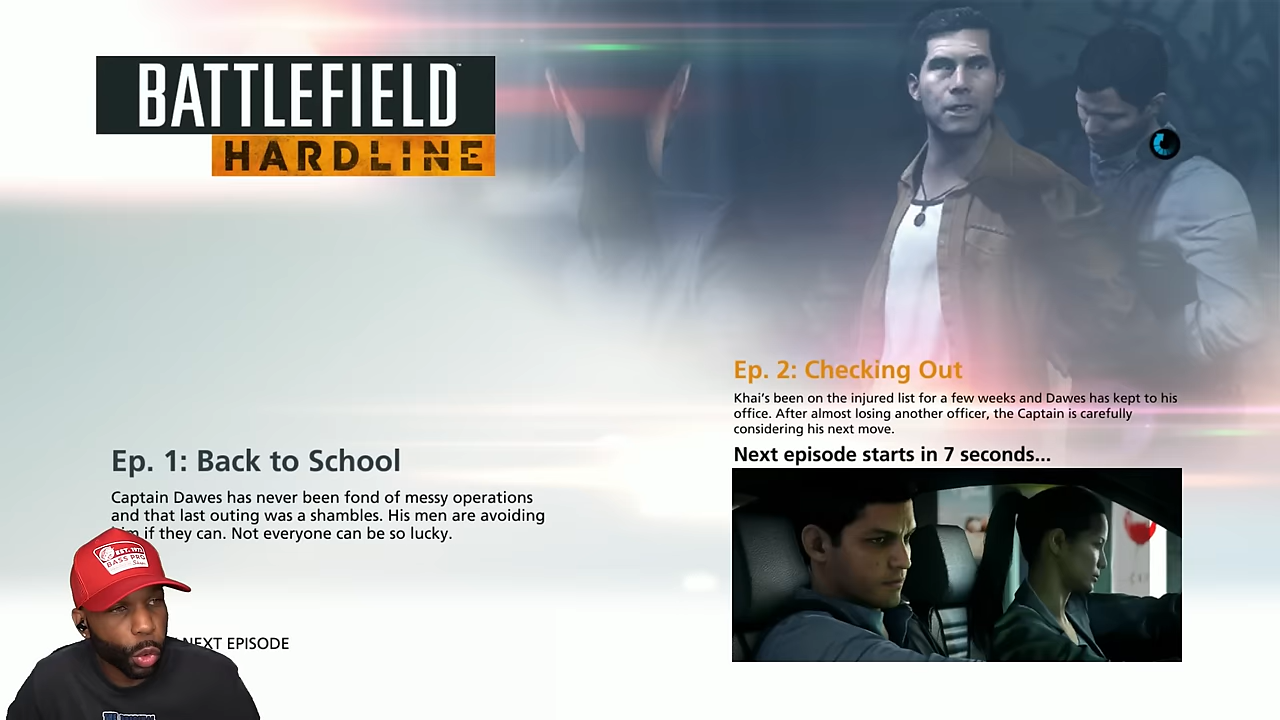 BATTLEFIELD™
HARDLINE
Ep. 1: Back to School
Captain Dawes has never been fond of messy operations
and that last outing was a shambles. His men are avoiding
if they can. Not everyone can be so lucky.
NEXT EPISODE
Ep. 2: Checking Out
Khai's been on the injured list for a few weeks and Dawes has kept to his
office. After almost losing another officer, the Captain is carefully
considering his next move.
Next episode starts in 7 seconds...
BASS PRO